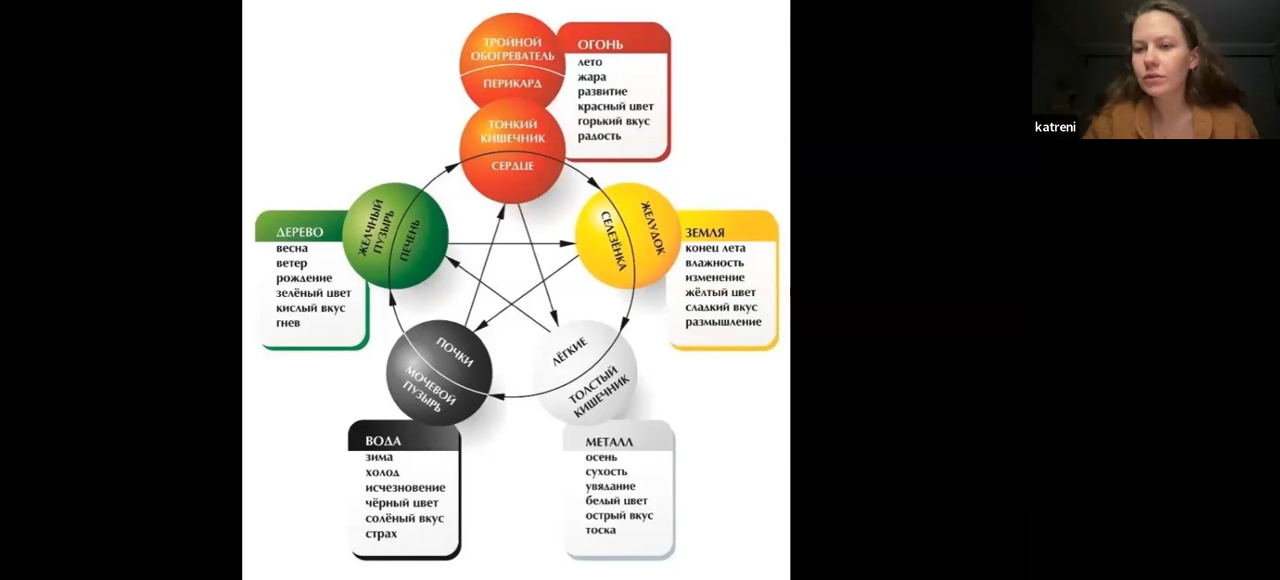 ТРОЙНОЙ
ОБОГРЕВАТЕЛЬ
ПЕРИКАРД
ТОНКИЙ
КИШЕЧНИК
СЕРДЦЕ
ОГОНЬ
лето
жара
развитие
красный цвет
горький вкус
радость
katreni
ЖЕЛЧНЫЙ
ПУЗЫРЬ
ПЕЧЕНЬ
ДЕРЕВО
весна
ветер
рождение
зелёный цвет
кислый вкус
гнев
СЕЛЕЗЁНКА
ЖЕЛУДОК
ЗЕМЛЯ
конец лета
влажность
изменение
жёлтый цвет
сладкий вкус
размышление
ПОЧКИ
МОЧЕВОЙ
ПУЗЫРЬ
ЛЁГКИЕ
ТОЛСТЫЙ
КИШЕЧНИК
ВОДА
зима
холод
исчезновение
чёрный цвет
солёный вкус
страх
МЕТАЛЛ
осень
сухость
увядание
белый цвет
острый вкус
тоска